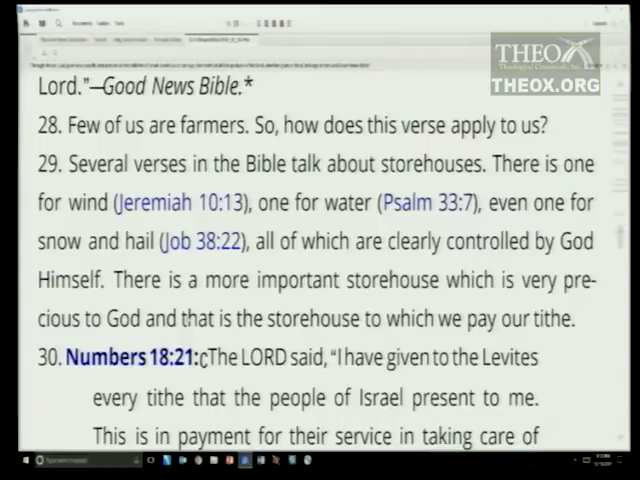 THEOX
THEOX.ORG
Lord."—Good News Bible.*
28. Few of us are farmers. So, how does this verse apply to us?
29. Several verses in the Bible talk about storehouses. There is one
for wind (Jeremiah 10:13), one for water (Psalm 33:7), even one for
snow and hail (Job 38:22), all of which are clearly controlled by God
Himself. There is a more important storehouse which is very pre-
cious to God and that is the storehouse to which we pay our tithe.
30. Numbers 18:21:cThe LORD said, "I have given to the Levites
every tithe that the people of Israel present to me.
This is in payment for their service in taking care of